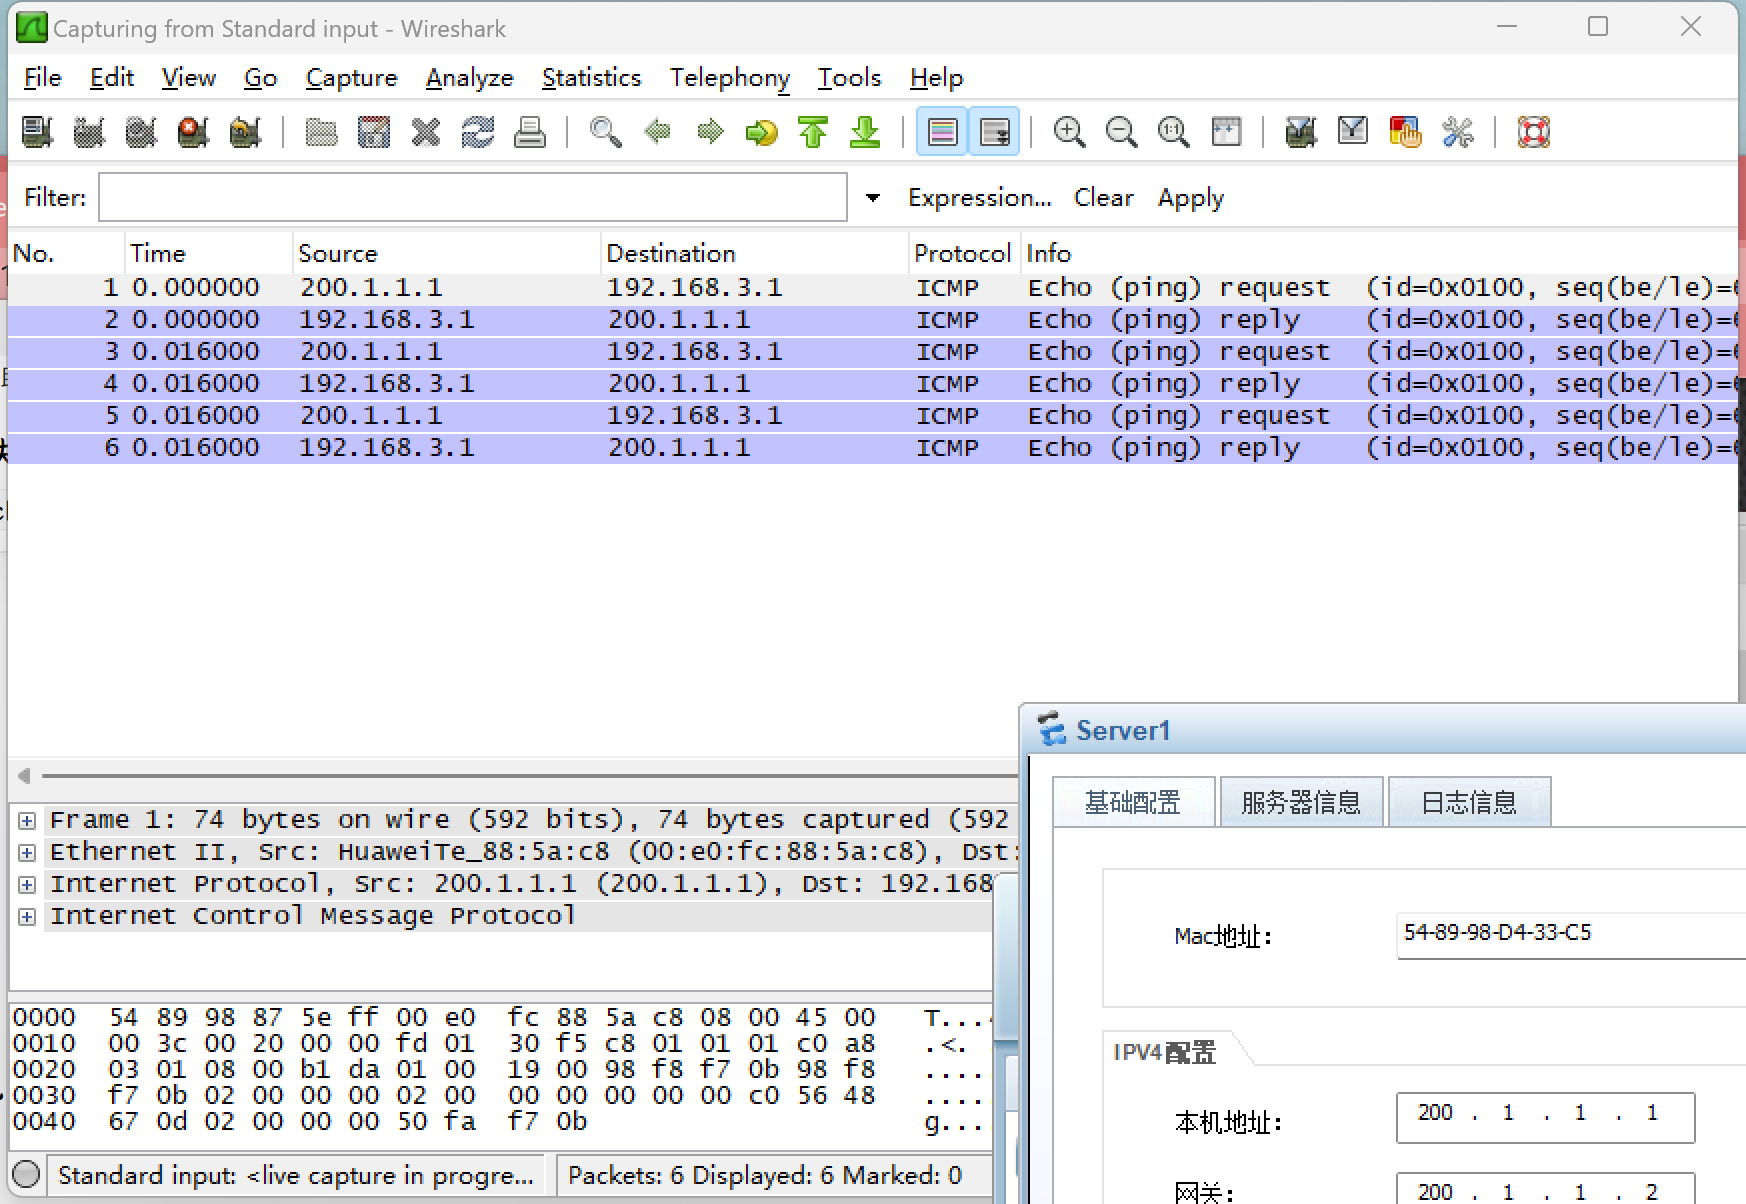 Capturing from Standard input - Wireshark
File Edit View Go Capture Analyze Statistics Telephony Tools Help
Filter: Expression... Clear Apply
No. Time Source Destination Protocol Info
1 0.000000 200.1.1.1 192.168.3.1 ICMP Echo (ping) request (id=0x0100, seq(be/le)=
2 0.000000 192.168.3.1 200.1.1.1 ICMP Echo (ping) reply (id=0x0100, seq(be/le)=
3 0.016000 200.1.1.1 192.168.3.1 ICMP Echo (ping) request (id=0x0100, seq(be/le)=
4 0.016000 192.168.3.1 200.1.1.1 ICMP Echo (ping) reply (id=0x0100, seq(be/le)=
5 0.016000 200.1.1.1 192.168.3.1 ICMP Echo (ping) request (id=0x0100, seq(be/le)=
6 0.016000 192.168.3.1 200.1.1.1 ICMP Echo (ping) reply (id=0x0100, seq(be/le)=
Frame 1: 74 bytes on wire (592 bits), 74 bytes captured (592
Ethernet II, Src: HuaweiTe_88:5a:c8 (00:e0:fc:88:5a:c8), Dst:
Internet Protocol, Src: 200.1.1.1 (200.1.1.1), Dst: 192.168
Internet Control Message Protocol
0000 54 89 98 87 5e ff 00 e0 fc 88 5a c8 08 00 45 00 T...
0010 00 3c 00 20 00 00 fd 01 30 f5 c8 01 01 01 c0 a8 .<.
0020 03 01 08 00 b1 da 01 00 19 00 98 f8 f7 0b 98 f8 .....
0030 f7 0b 02 00 00 00 02 00 00 00 00 00 00 c0 56 48 .....
0040 67 0d 02 00 00 00 50 fa f7 0b g....
Standard input: <live capture in progre... Packets: 6 Displayed: 6 Marked: 0
Server1
基础配置 服务器信息 日志信息
Mac地址: 54-89-98-D4-33-C5
IPV4配置
本机地址: 200 . 1 . 1 . 1
网关: 200 . 1 . 1 . 2